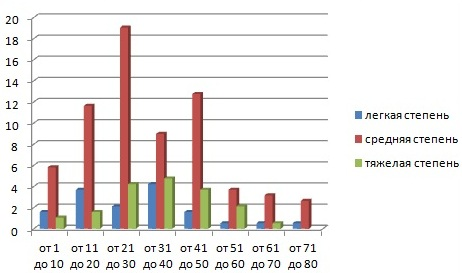 20
18
16
14
12
10
8
6
4
2
0
от 1 до 10
от 11 до 20
от 21 до 30
от 31 до 40
от 41 до 50
от 51 до 60
от 61 до 70
от 71 до 80
легкая степень
средняя степень
тяжелая степень